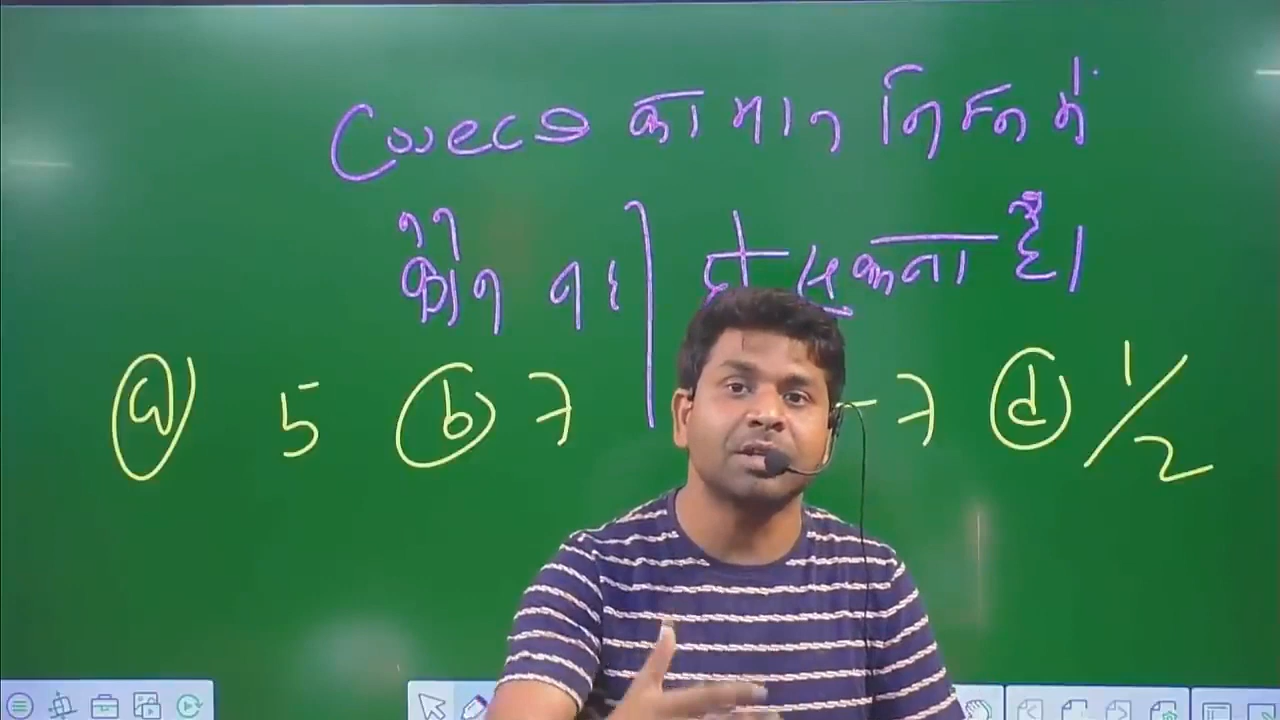 Cosecθ का मान निम्न में
कौन नहीं हो सकता है।
(a) 5 (b) 7 -7 (d) 1/2